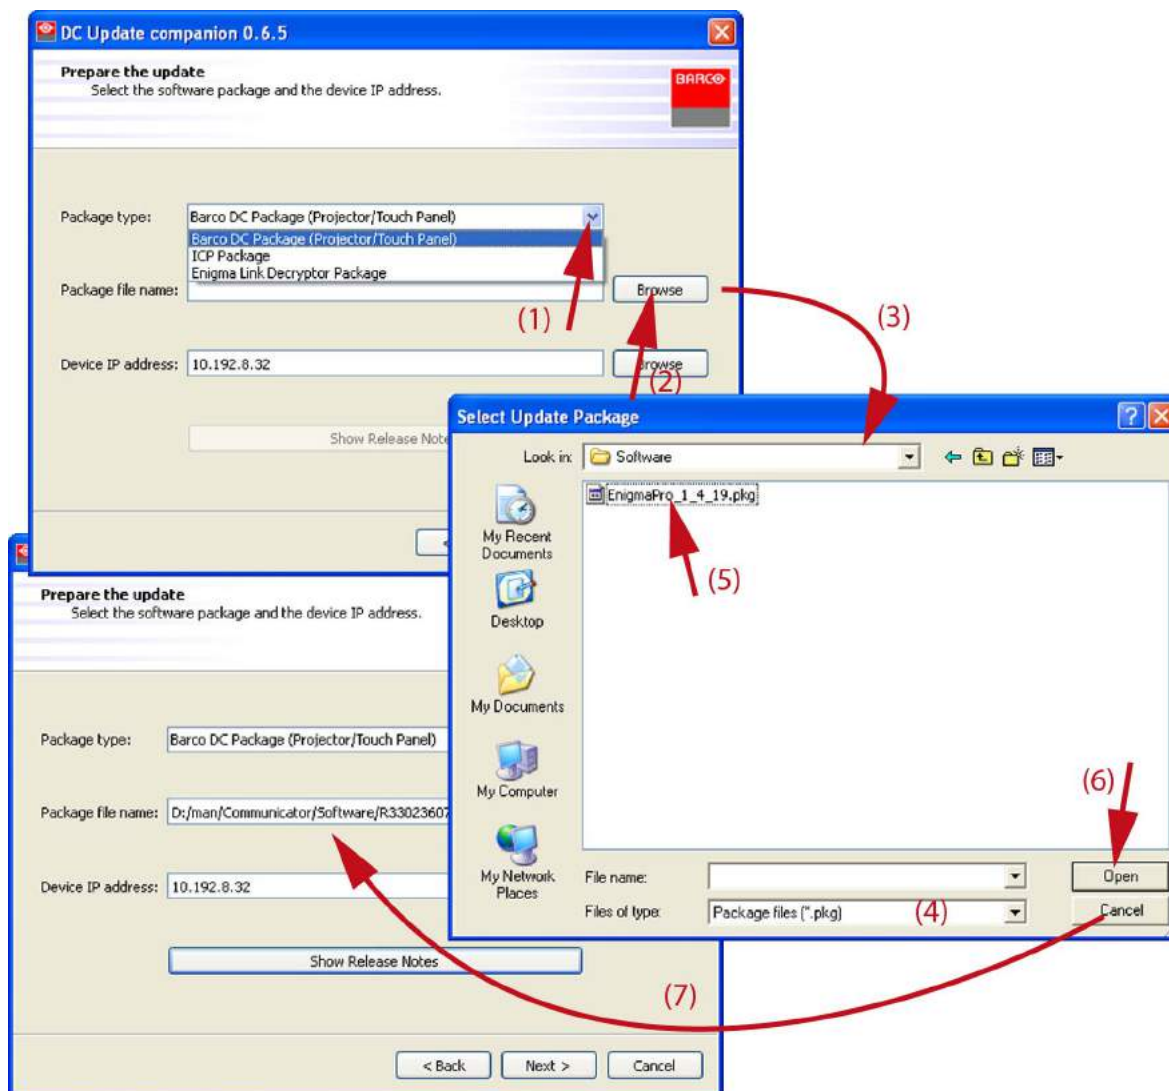 DC Update companion 0.6.5
Prepare the update
Select the software package and the device IP address.
BARCO
Package type:
Barco DC Package (Projector/Touch Panel)
Barco DC Package (Projector/Touch Panel)
ICP Package
Enigma Link Decryptor Package
Package file name:
Browse
(1)
(3)
Device IP address:
10.192.8.32
Browse
(2)
Show Release Note
<
Select Update Package
Look in:
Software
EnigmaPro_1_4_19.pkg
(5)
My Recent
Documents
Desktop
My Documents
My Computer
My Network
Places
(6)
File name:
Open
Files of type:
Package files (*.pkg)
(4)
Cancel
Prepare the update
Select the software package and the device IP address.
Package type:
Barco DC Package (Projector/Touch Panel)
Package file name:
D:/man/Communicator/Software/R33023607
Device IP address:
10.192.8.32
Show Release Notes
(7)
< Back
Next >
Cancel